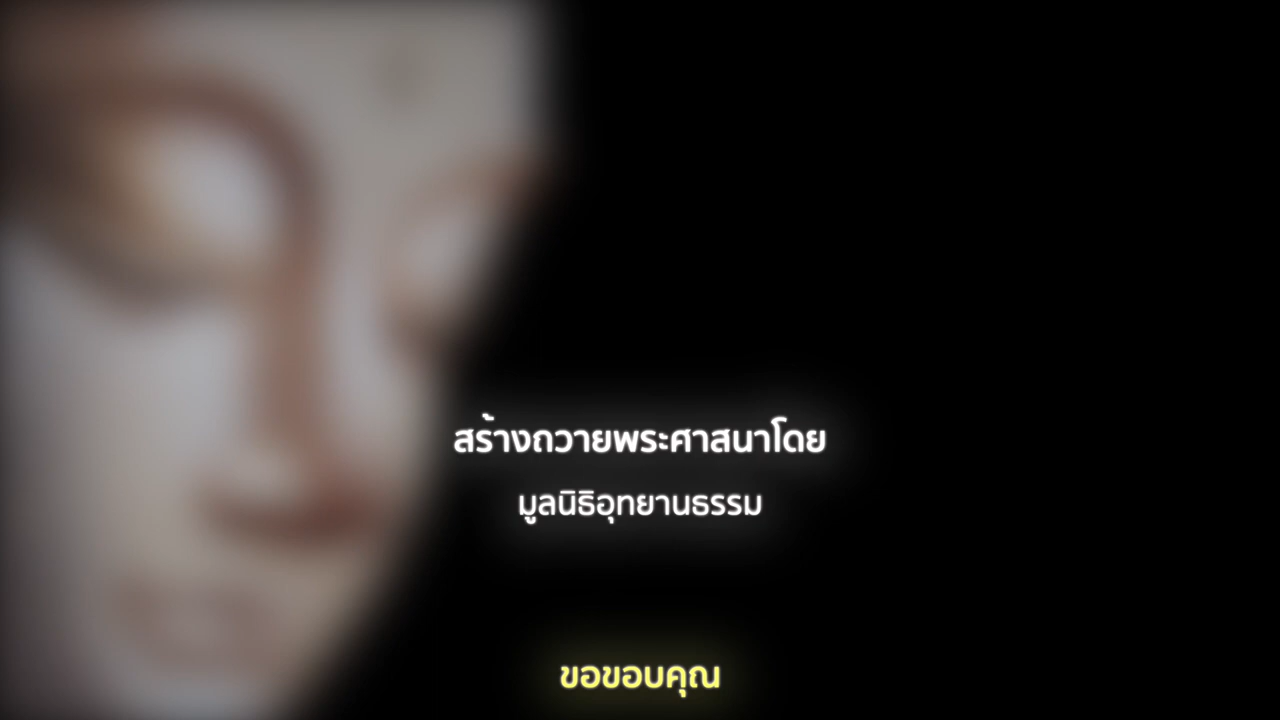 สร้างถวายพระศาสนาโดย
มูลนิธิอุทยานธรรม
ขอขอบคุณ